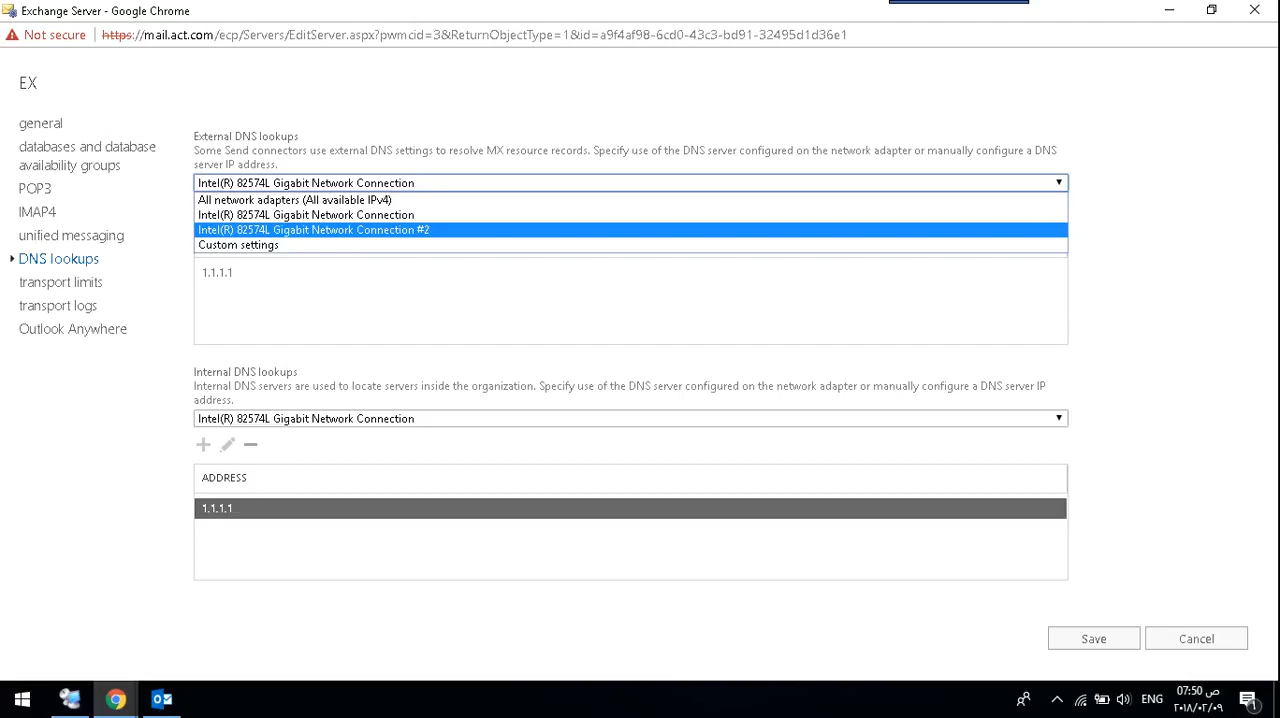 Exchange Server - Google Chrome
Not secure | https://mail.act.com/ecp/Servers/EditServer.aspx?pwmcid=3&ReturnObjectType=1&id=a9f4af98-6cd0-43c3-bd91-32495d1d36e1
EX
general
databases and database
availability groups
POP3
IMAP4
unified messaging
DNS lookups
transport limits
transport logs
Outlook Anywhere
External DNS lookups
Some Send connectors use external DNS settings to resolve MX resource records. Specify use of the DNS server configured on the network adapter or manually configure a DNS
server IP address.
Intel(R) 82574L Gigabit Network Connection
All network adapters (All available IPv4)
Intel(R) 82574L Gigabit Network Connection
Intel(R) 82574L Gigabit Network Connection #2
Custom settings
1.1.1.1
Internal DNS lookups
Internal DNS servers are used to locate servers inside the organization. Specify use of the DNS server configured on the network adapter or manually configure a DNS server IP
address.
Intel(R) 82574L Gigabit Network Connection
ADDRESS
1.1.1.1
Save
Cancel
ENG
07:50 ص
٢٠١٨/٠٢/٠٩
1